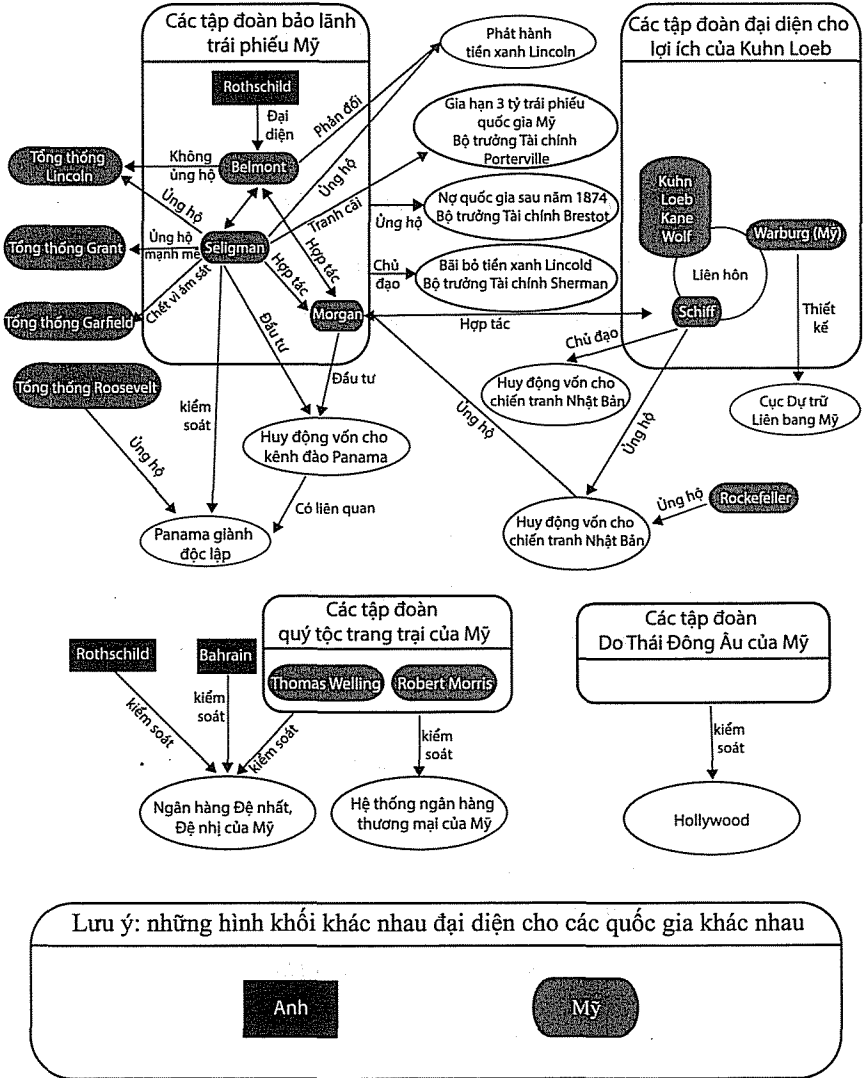 Các tập đoàn bảo lãnh
trái phiếu Mỹ
Rothschild
Đại
diện
Belmont
Không
ủng hộ
Tổng thống
Lincoln
Ủng hộ
Tổng thống Grant
Ủng hộ
mạnh mẽ
Seligman
Chết vì ám sát
Tổng thống Garfield
Hợp tác
Hợp tác
Morgan
Phản đối
Ủng hộ
Tranh cãi
Ủng hộ
Chủ
đạo
Phát hành
tiền xanh Lincoln
Gia hạn 3 tỷ trái phiếu
quốc gia Mỹ
Bộ trưởng Tài chính
Porterville
Nợ quốc gia sau năm 1874
Bộ trưởng Tài chính Brestot
Bãi bỏ tiền xanh Lincold
Bộ trưởng Tài chính Sherman
Các tập đoàn đại diện cho
lợi ích của Kuhn Loeb
Kuhn
Loeb
Kane
Wolf
Warburg (Mỹ)
Liên hôn
Schiff
Hợp tác
Thiết
kế
Chủ đạo
Huy động vốn cho
chiến tranh Nhật Bản
Cục Dự trữ
Liên bang Mỹ
Tổng thống Roosevelt
Ủng hộ
kiểm
soát
Đầu tư
Đầu tư
Huy động vốn cho
kênh đào Panama
Có liên quan
Panama giành
độc lập
Ủng hộ
Ủng hộ
Huy động vốn cho
chiến tranh Nhật Bản
Ủng hộ
Rockefeller
Các tập đoàn
quý tộc trang trại của Mỹ
Thomas Welling
Robert Morris
Rothschild
Bahrain
kiểm soát
kiểm
soát
kiểm soát
kiểm
soát
Ngân hàng Đệ nhất,
Đệ nhị của Mỹ
Hệ thống ngân hàng
thương mại của Mỹ
Các tập đoàn
Do Thái Đông Âu của Mỹ
kiểm
soát
Hollywood
Lưu ý: những hình khối khác nhau đại diện cho các quốc gia khác nhau
Anh
Mỹ